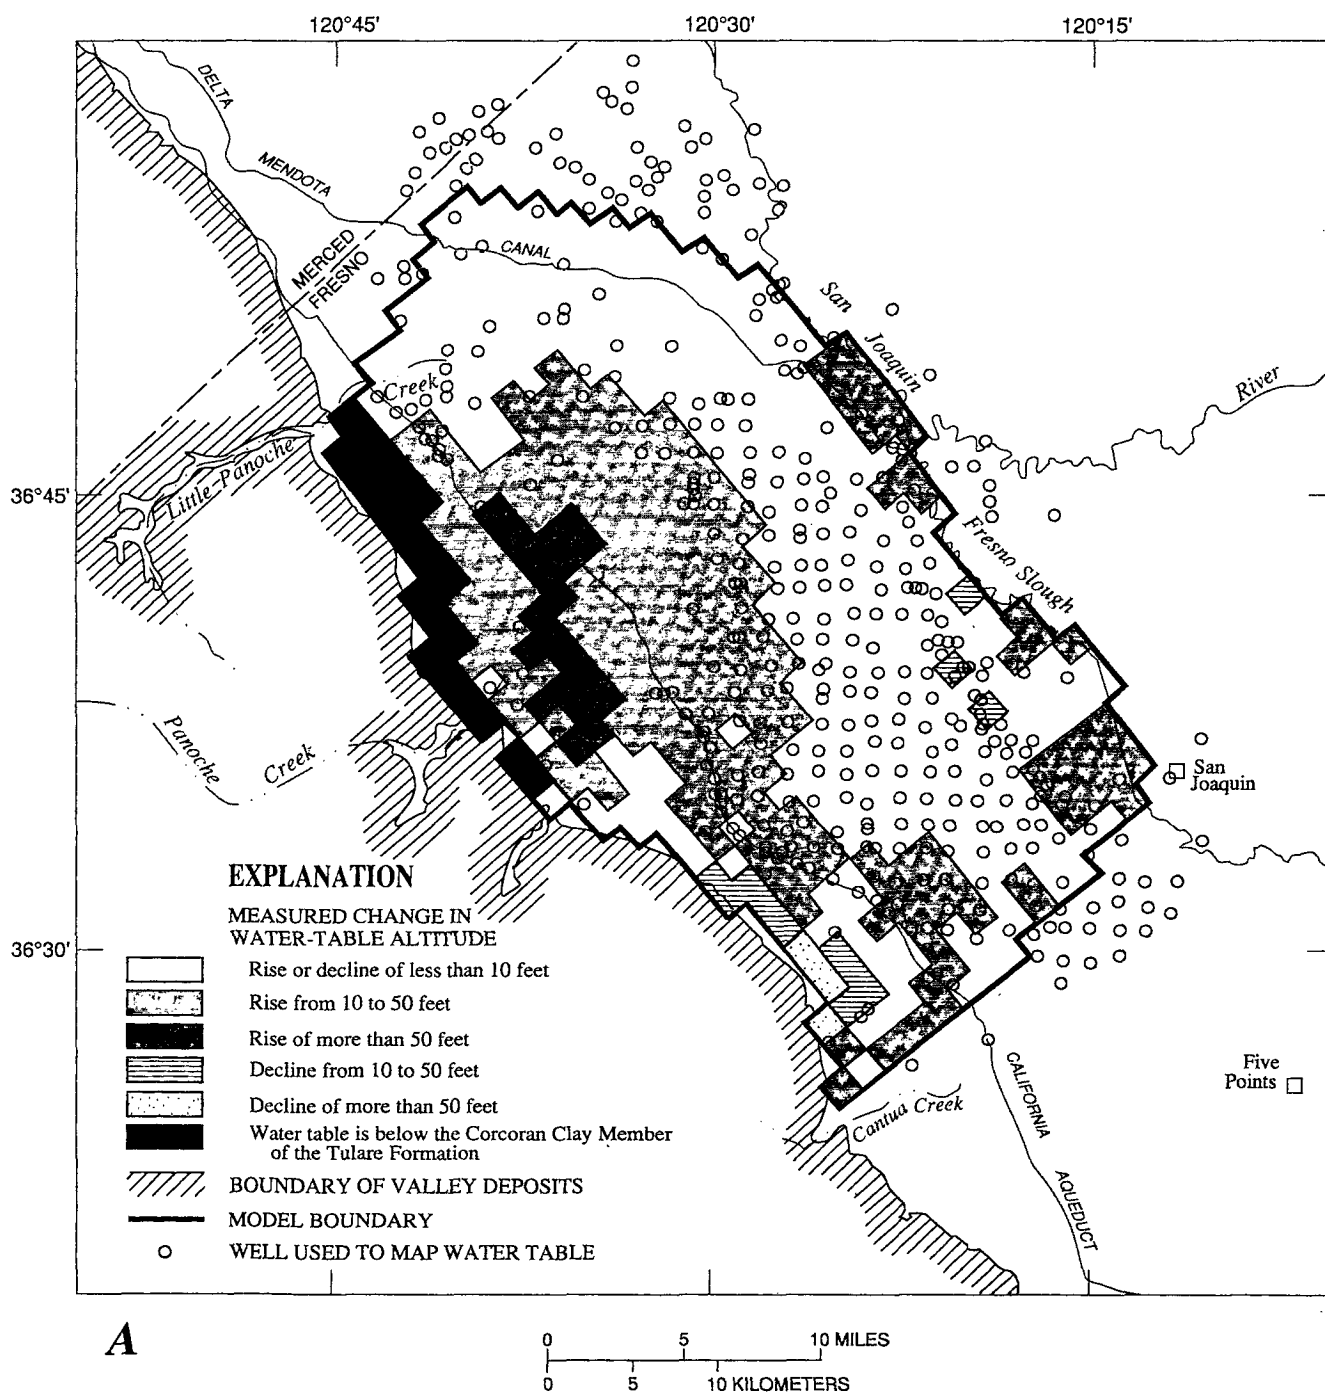 120°45'
120°30'
120°15'
DELTA
MENDOTA
CANAL
MERCED
FRESNO
San
Joaquin
River
Creek
Little Panoche
36°45'
Fresno Slough
Panoche
Creek
San
Joaquin
EXPLANATION
MEASURED CHANGE IN
WATER-TABLE ALTITUDE
36°30'
Rise or decline of less than 10 feet
Rise from 10 to 50 feet
Rise of more than 50 feet
Decline from 10 to 50 feet
Decline of more than 50 feet
Water table is below the Corcoran Clay Member
of the Tulare Formation
BOUNDARY OF VALLEY DEPOSITS
MODEL BOUNDARY
WELL USED TO MAP WATER TABLE
Five
Points
Cantua Creek
CALIFORNIA
AQUEDUCT
A
0 5 10 MILES
0 5 10 KILOMETERS